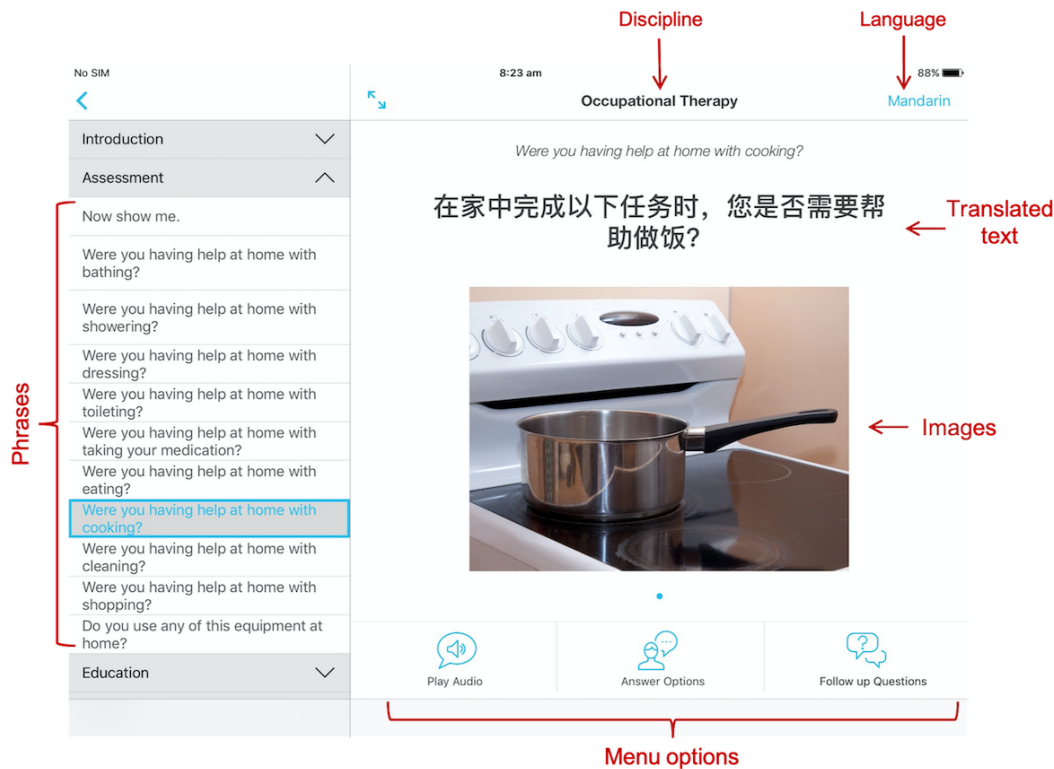 Discipline
Language
No SIM
8:23 am
88%
Occupational Therapy
Mandarin
Introduction
Assessment
Were you having help at home with cooking?
Phrases
Now show me.
Were you having help at home with
bathing?
Were you having help at home with
showering?
Were you having help at home with
dressing?
Were you having help at home with
toileting?
Were you having help at home with
taking your medication?
Were you having help at home with
eating?
Were you having help at home with
cooking?
Were you having help at home with
cleaning?
Were you having help at home with
shopping?
Do you use any of this equipment at
home?
Education
在家中完成以下任务时，您是否需要帮
助做饭?
Translated
text
Images
Play Audio
Answer Options
Follow up Questions
Menu options